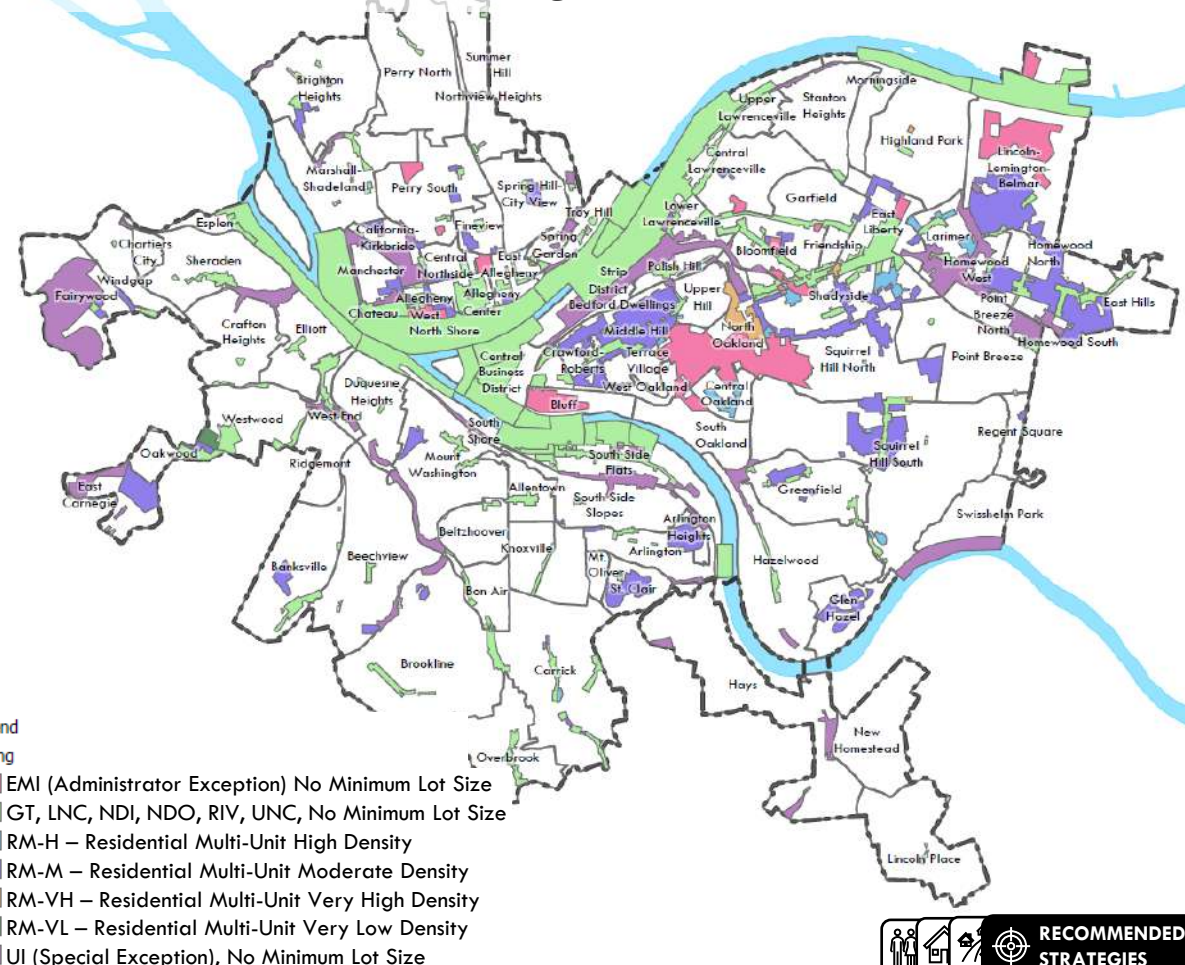 Summer
Hill
Perry North
Brighton
Heights
Northview Heights
Morningside
Upper
Lawrenceville
Stanton
Heights
Highland Park
Lincoln-
Lemington-
Belmar
Central
Lawrenceville
Marshall-
Shadeland
Perry South
Spring Hill-
City View
Garfield
Troy Hill
Lower
Lawrenceville
East
Liberty
Esplen
California-
Kirkbride
Fineview
Spring
Garden
Bloomfield
Friendship
Larimer
Homewood
North
Chartiers
City
Sheraden
Windgap
Fairywood
Manchester
Central
Northside
East
Allegheny
Strip
District
Polish Hill
Homewood
West
Allegheny
West
Allegheny
Center
Chateau
North Shore
Bedford Dwellings
Upper
Hill
Shadyside
Point
Breeze
North
East Hills
Crafton
Heights
Elliott
Middle Hill
North
Oakland
Homewood South
Central
Business
District
Crawford-
Roberts
Terrace
Village
West Oakland
Squirrel
Hill North
Point Breeze
Duquesne
Heights
Bluff
Central
Oakland
Westwood
West End
South
Shore
South
Oakland
Regent Square
Oakwood
Ridgemont
Mount
Washington
South Side
Flats
Squirrel
Hill South
East
Carnegie
Allentown
South Side
Slopes
Greenfield
Swisshelm Park
Beltzhoover
Knoxville
Arlington
Heights
Arlington
Mt.
Oliver
Hazelwood
Banksville
Beechview
Bon Air
St. Clair
Glen
Hazel
Brookline
Carrick
Hays
New
Homestead
Overbrook
Lincoln Place
nd
ng
EMI (Administrator Exception) No Minimum Lot Size
GT, LNC, NDI, NDO, RIV, UNC, No Minimum Lot Size
RM-H – Residential Multi-Unit High Density
RM-M – Residential Multi-Unit Moderate Density
RM-VH – Residential Multi-Unit Very High Density
RM-VL – Residential Multi-Unit Very Low Density
UI (Special Exception), No Minimum Lot Size
RECOMMENDED
STRATEGIES